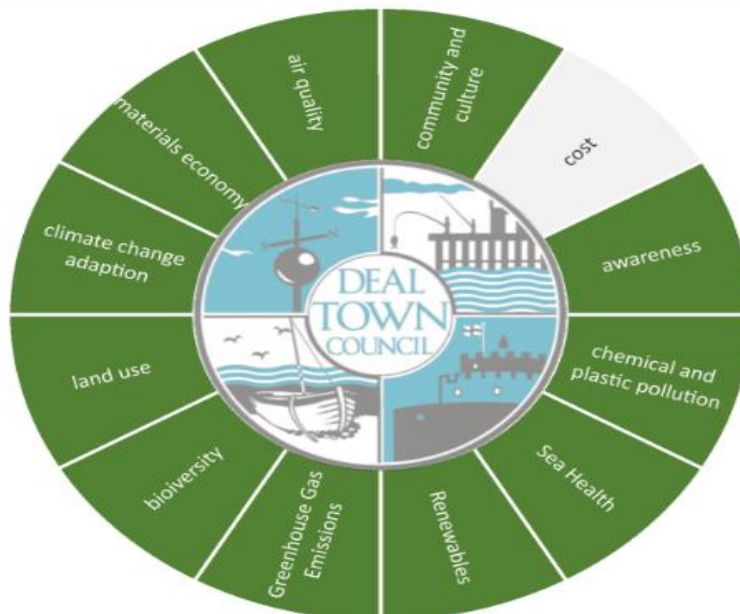 community and
culture
cost
awareness
chemical and
plastic pollution
Sea Health
Renewables
Greenhouse Gas
Emissions
bioiversity
land use
climate change
adaption
materials economy
air quality
DEAL
TOWN
COUNCIL